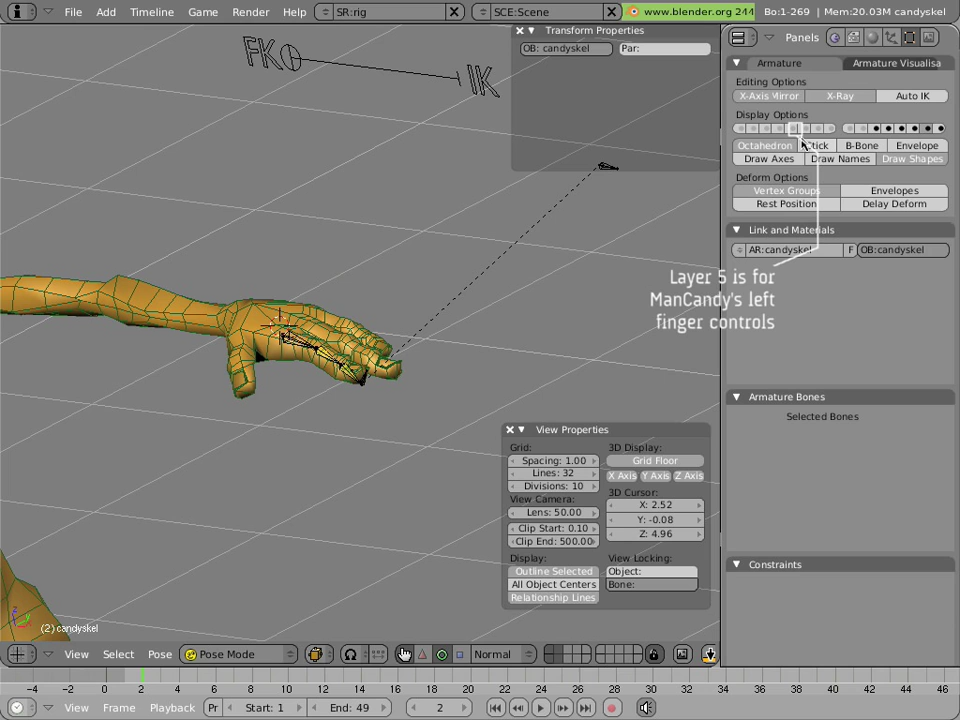 File Add Timeline Game Render Help SR:rig SCE:Scene www.blender.org 244 Bo:1-269 | Mem:20.03M candyskel
FK IK
Transform Properties
OB: candyskel Par:
Panels
Armature Armature Visualisa
Editing Options
X-Axis Mirror X-Ray Auto IK
Display Options
Octahedron Stick B-Bone Envelope
Draw Axes Draw Names Draw Shapes
Deform Options
Vertex Groups Envelopes
Rest Position Delay Deform
Link and Materials
AR:candyskel F OB:candyskel
Layer 5 is for
ManCandy's left
finger controls
Armature Bones
Selected Bones
Constraints
View Properties
Grid: 3D Display:
Spacing: 1.00 Grid Floor
Lines: 32 X Axis Y Axis Z Axis
Divisions: 10
View Camera: 3D Cursor:
Lens: 50.00 X: 2.52
Clip Start: 0.10 Y: -0.08
Clip End: 500.00 Z: 4.96
Display: View Locking:
Outline Selected Object:
All Object Centers Bone:
Relationship Lines
(2) candyskel
View Select Pose Pose Mode Normal
-4 -2 0 2 4 6 8 10 12 14 16 18 20 22 24 26 28 30 32 34 36 38 40 42 44 46
View Frame Playback Pr Start: 1 End: 49 2